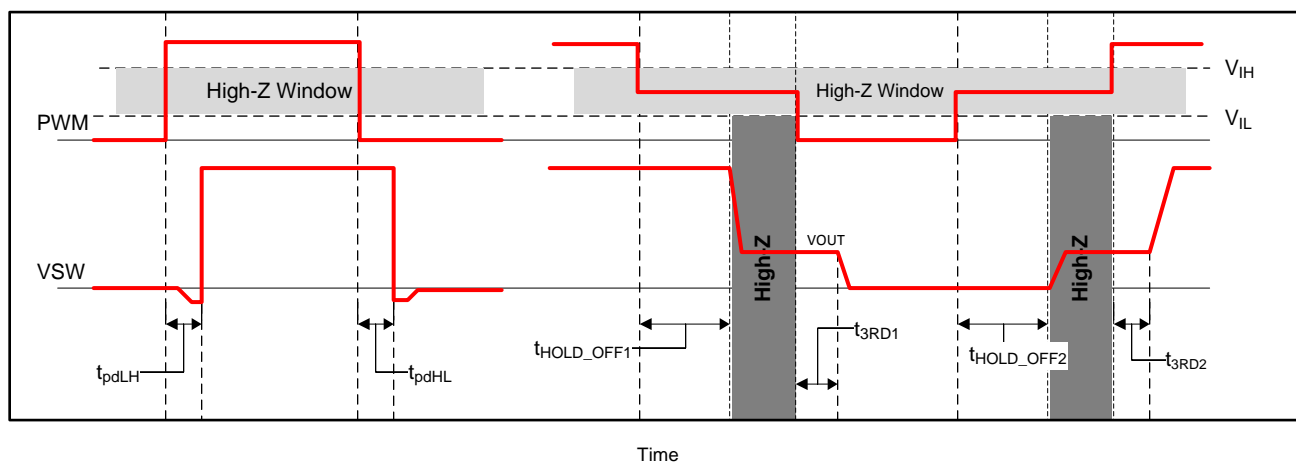 High-Z Window
High-Z Window
VIH
PWM
VIL
VSW
VOUT
High-Z
High-Z
tpdLH
tpdHL
tHOLD_OFF1
t3RD1
tHOLD_OFF2
t3RD2
Time